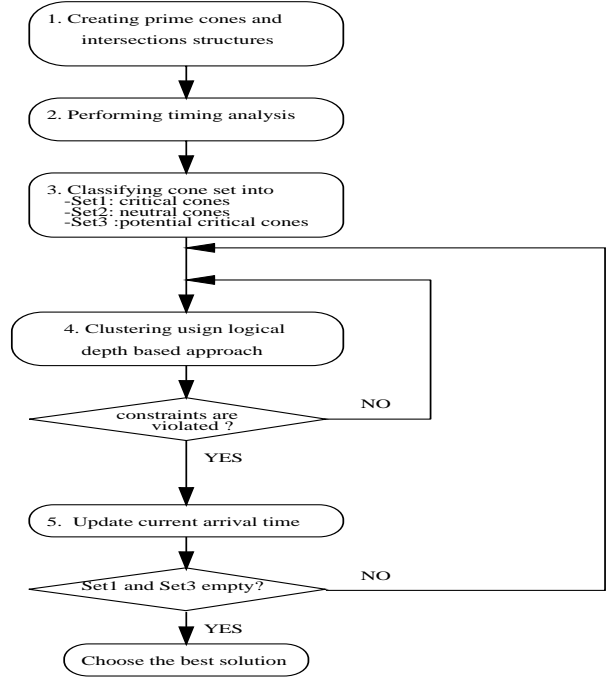 1. Creating prime cones and
intersections structures
2. Performing timing analysis
3. Classifying cone set into
-Set1: critical cones
-Set2: neutral cones
-Set3 :potential critical cones
4. Clustering usign logical
depth based approach
constraints are
violated ?
NO
YES
5. Update current arrival time
Set1 and Set3 empty?
NO
YES
Choose the best solution